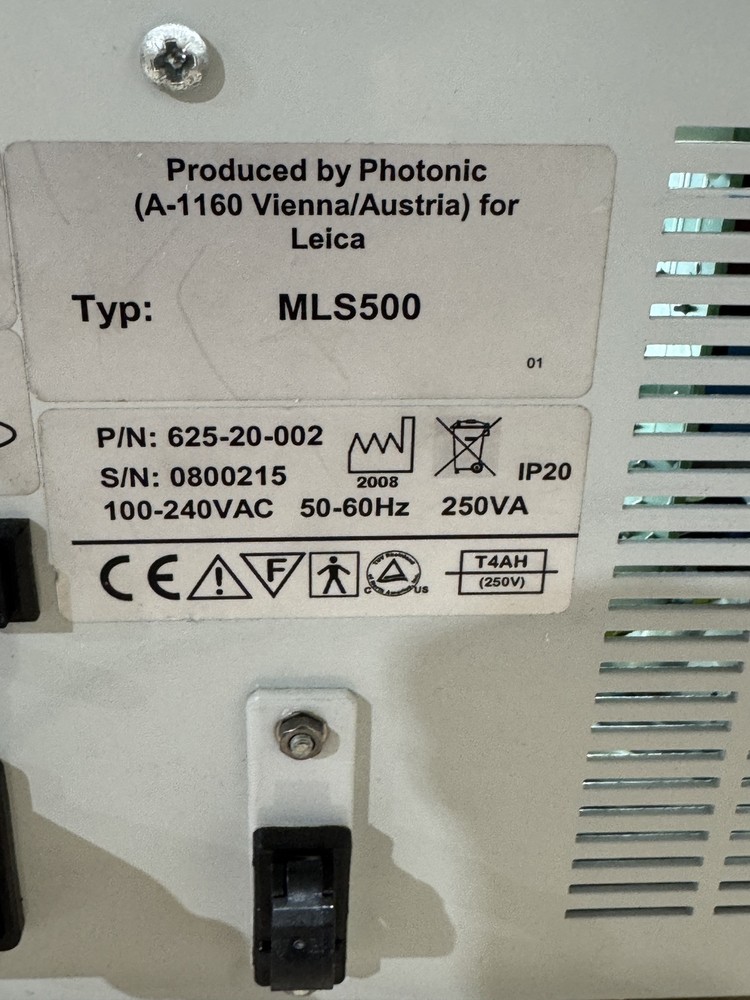 Produced by Photonic
(A-1160 Vienna/Austria) for
Leica
Typ: MLS500
01
P/N: 625-20-002
S/N: 0800215
2008
IP20
100-240VAC 50-60Hz 250VA
CE
F
C US
T4AH
(250V)